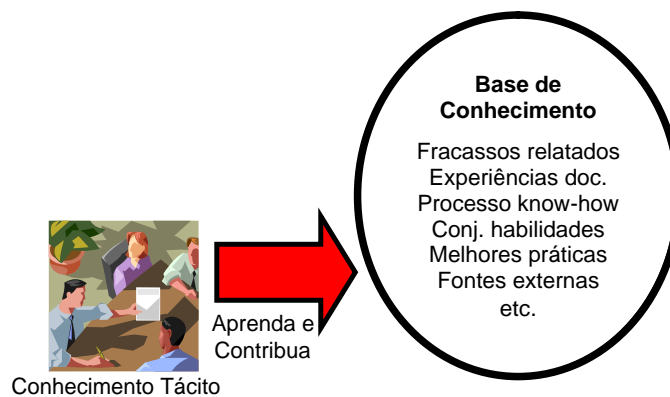 Base de
Conhecimento
Fracassos relatados
Experiências doc.
Processo know-how
Conj. habilidades
Melhores práticas
Fontes externas
etc.
Aprenda e
Contribua
Conhecimento Tácito